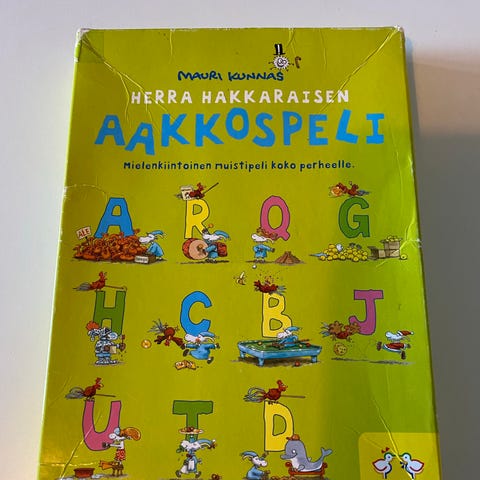 MAURI KUNNAS
HERRA HAKKARAISEN
AAKKOSPELI
Mielenkiintoinen muistipeli koko perheelle.
A R Q G
H C B J
U T D